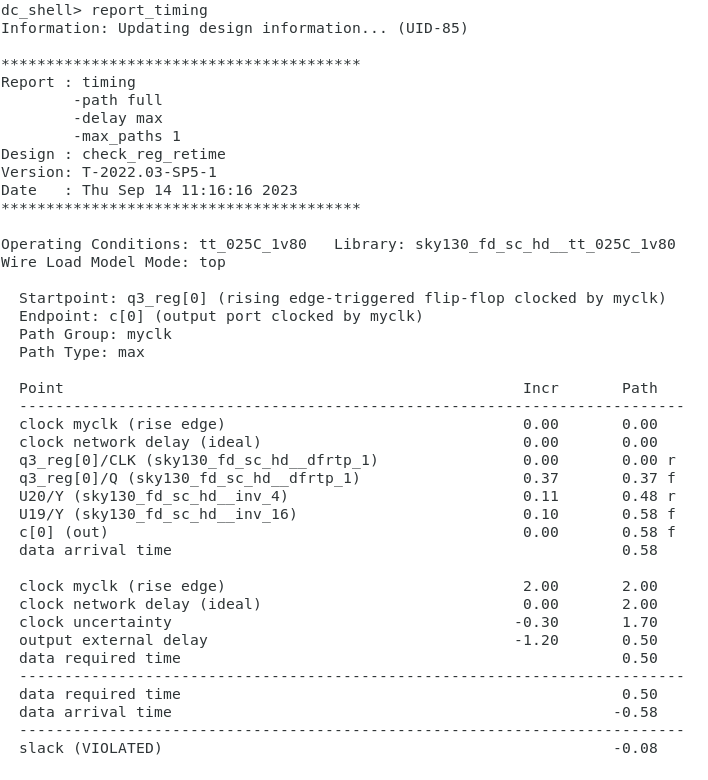 dc_shell> report_timing
Information: Updating design information... (UID-85)

****************************************
Report : timing
        -path full
        -delay max
        -max_paths 1
Design : check_reg_retime
Version: T-2022.03-SP5-1
Date   : Thu Sep 14 11:16:16 2023
****************************************

Operating Conditions: tt_025C_1v80   Library: sky130_fd_sc_hd__tt_025C_1v80
Wire Load Model Mode: top

  Startpoint: q3_reg[0] (rising edge-triggered flip-flop clocked by myclk)
  Endpoint: c[0] (output port clocked by myclk)
  Path Group: myclk
  Path Type: max

  Point                                                   Incr       Path
  --------------------------------------------------------------------------
  clock myclk (rise edge)                                 0.00       0.00
  clock network delay (ideal)                             0.00       0.00
  q3_reg[0]/CLK (sky130_fd_sc_hd__dfrtp_1)                0.00       0.00 r
  q3_reg[0]/Q (sky130_fd_sc_hd__dfrtp_1)                  0.37       0.37 f
  U20/Y (sky130_fd_sc_hd__inv_4)                          0.11       0.48 r
  U19/Y (sky130_fd_sc_hd__inv_16)                         0.10       0.58 f
  c[0] (out)                                              0.00       0.58 f
  data arrival time                                                  0.58

  clock myclk (rise edge)                                 2.00       2.00
  clock network delay (ideal)                             0.00       2.00
  clock uncertainty                                      -0.30       1.70
  output external delay                                  -1.20       0.50
  data required time                                                 0.50
  --------------------------------------------------------------------------
  data required time                                                 0.50
  data arrival time                                                 -0.58
  --------------------------------------------------------------------------
  slack (VIOLATED)                                                  -0.08